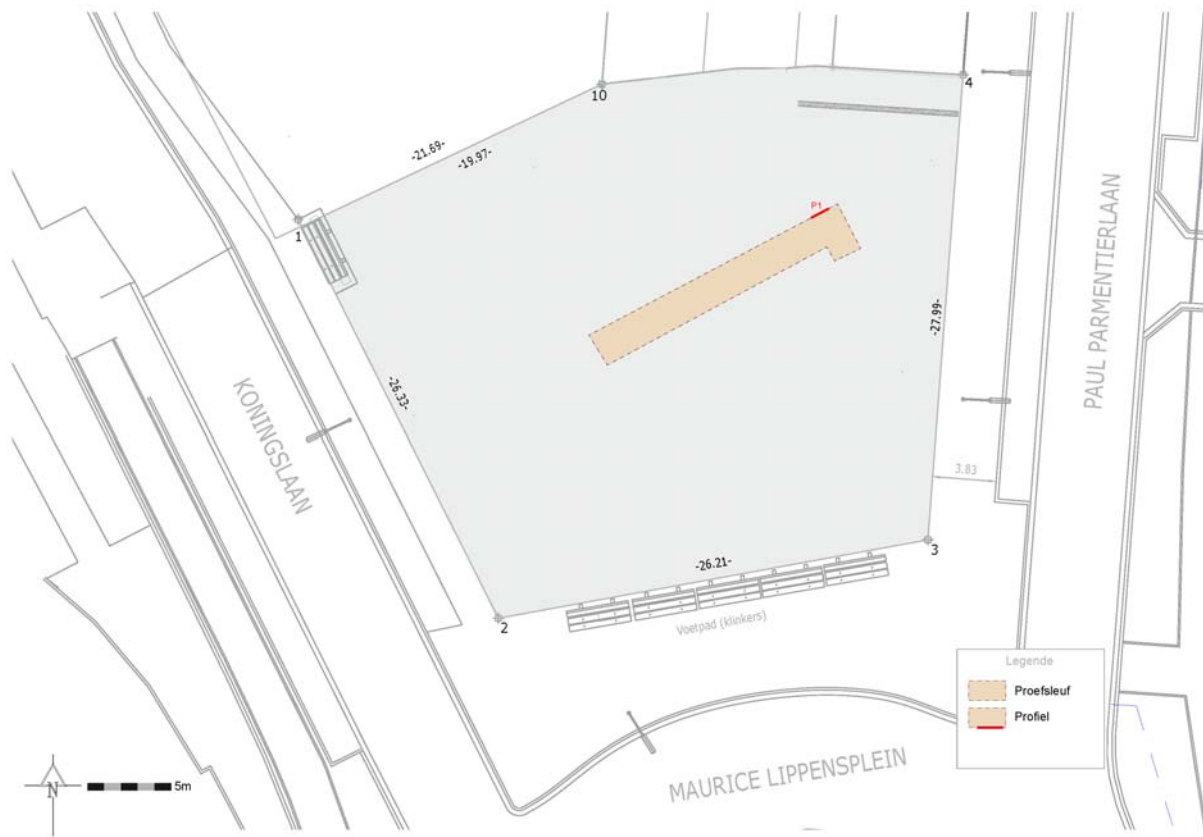 10
4
-21.69-
-19.97-
P1
1
-27.99-
PAUL PARMENTIERLAAN
-26.33-
KONINGSLAAN
3.83
3
-26.21-
2
Voetpad (klinkers)
Legende
Proefsleuf
Profiel
MAURICE LIPPENSPLEIN
N
5m